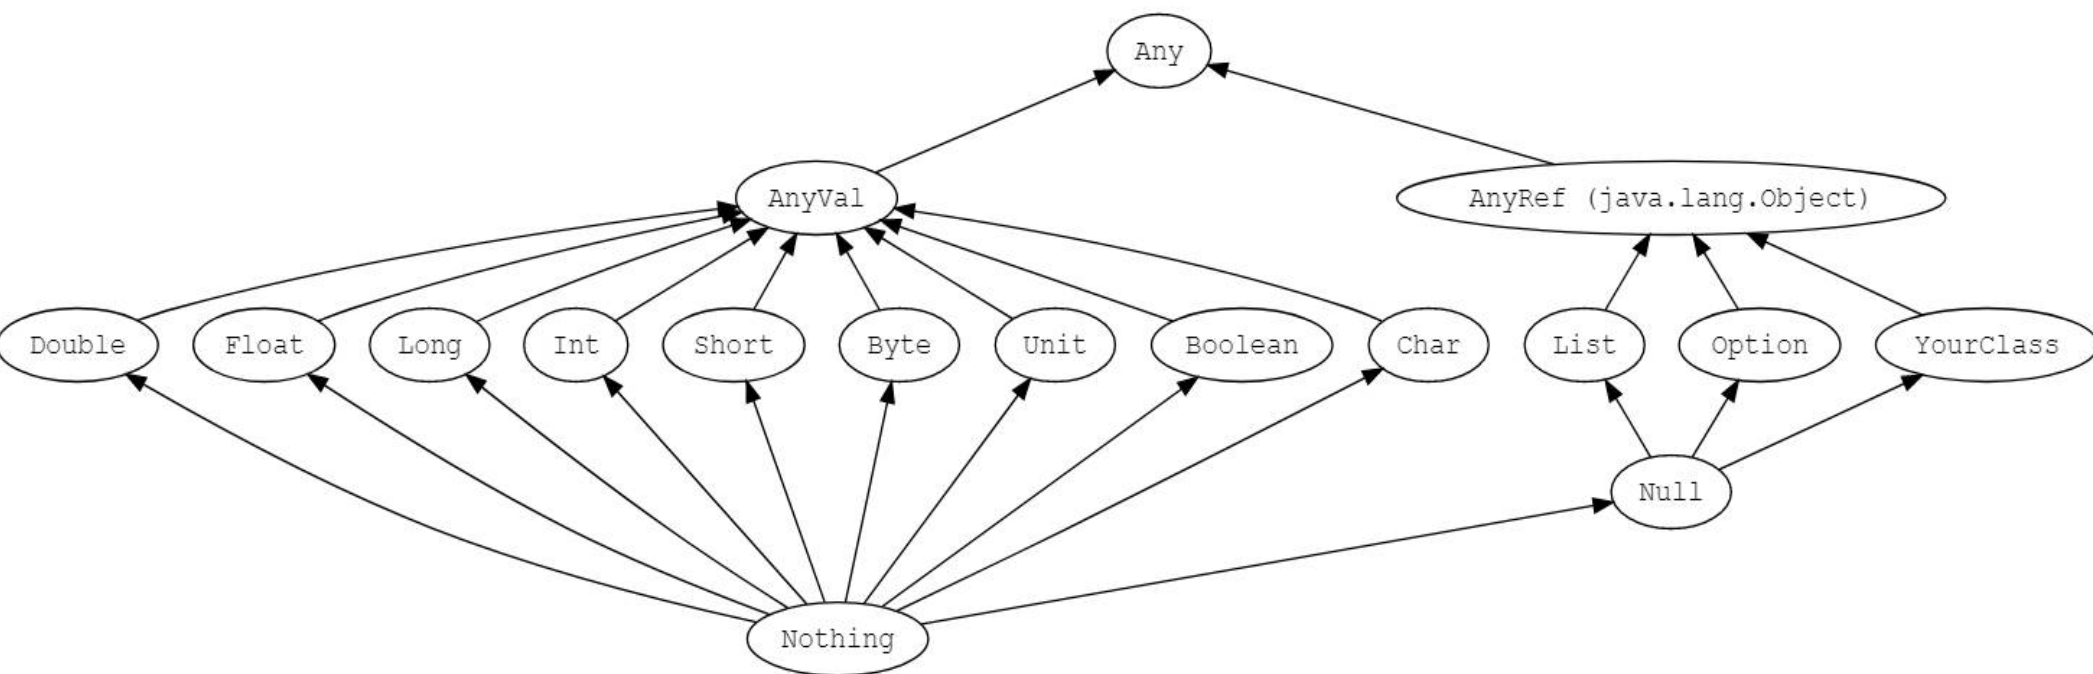 Any
AnyVal
AnyRef (java.lang.Object)
Double
Float
Long
Int
Short
Byte
Unit
Boolean
Char
List
Option
YourClass
Null
Nothing